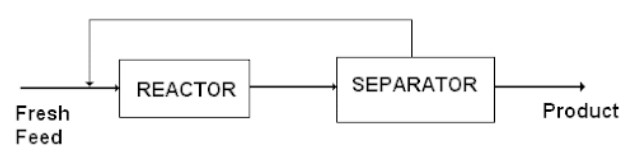 REACTOR
SEPARATOR
Fresh
Feed
Product